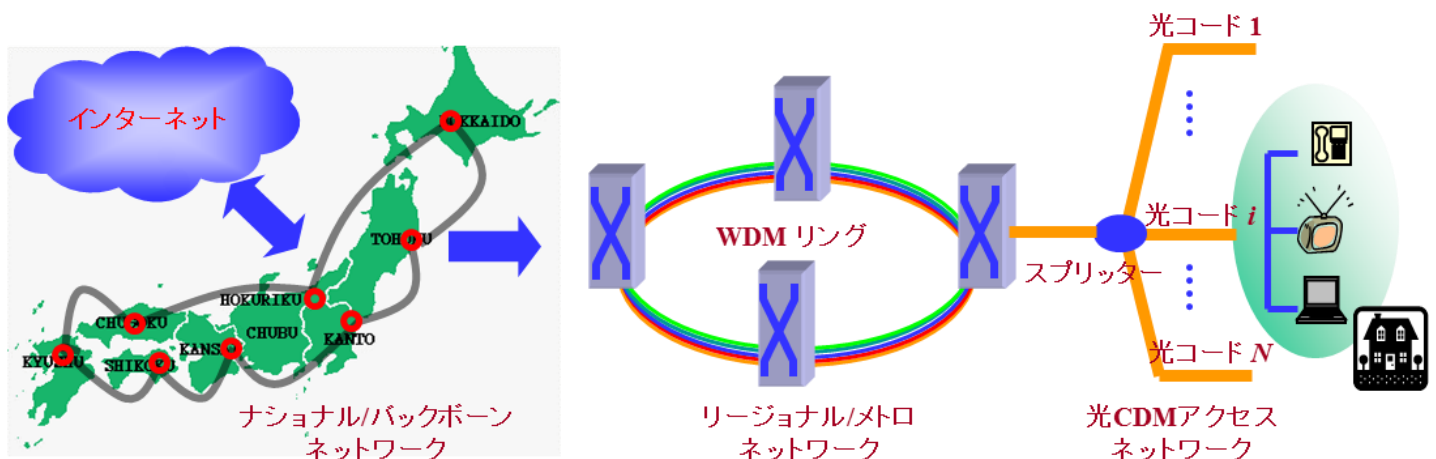 インターネット
TOHOKU
HOKURIKU
CHUBU
KANTO
ナショナル/バックボーン
ネットワーク
WDM リング
リージョナル/メトロ
ネットワーク
光コード 1
光コード i
スプリッター
光コード N
光CDMアクセス
ネットワーク